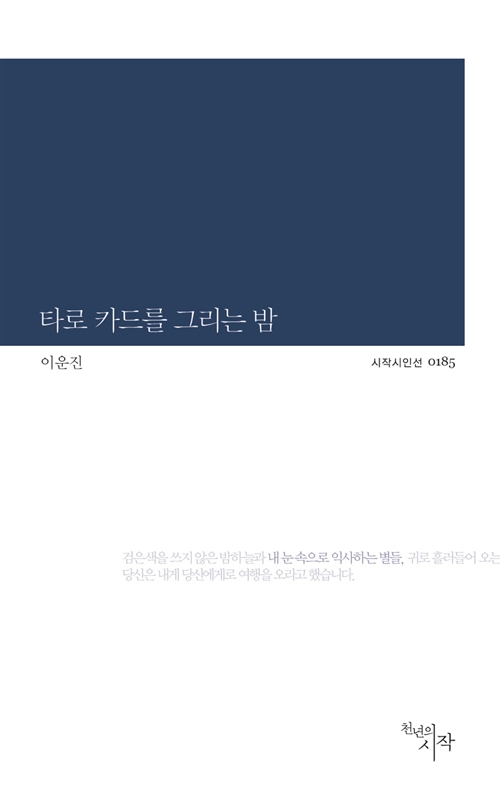 타로 카드를 그리는 밤
이운진
시작시인선 0185
검은색을 쓰지 않은 밤하늘과 내 눈 속으로 익사하는 별들, 귀로 흘러들어 오는
당신은 내게 당신에게로 여행을 오라고 했습니다.
천년의
시작